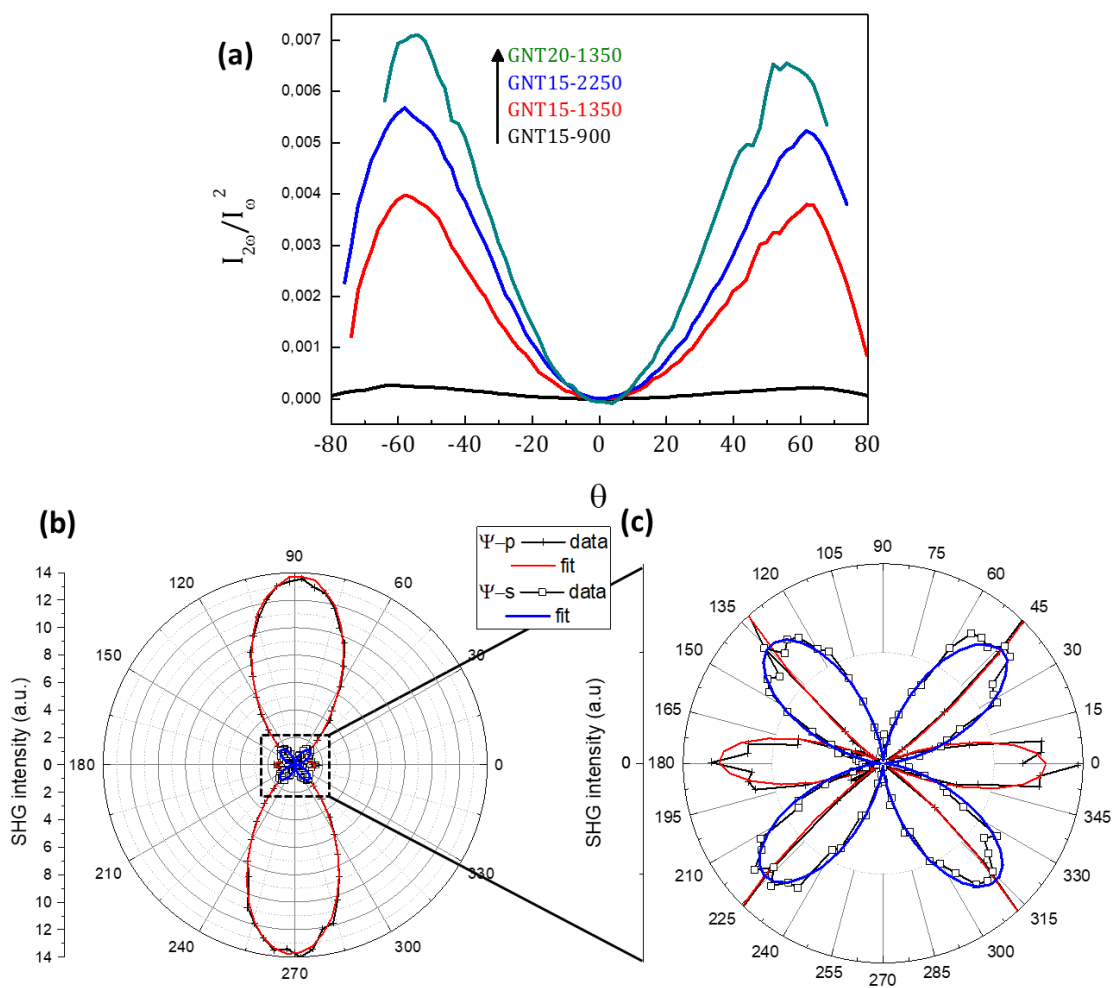 (a)
GNT20-1350
GNT15-2250
GNT15-1350
GNT15-900
0,007
0,006
0,005
0,004
0,003
0,002
0,001
0,000
I2ω/Iω2
-80 -60 -40 -20 0 20 40 60 80
θ
(b)
Ψ–p data
fit
Ψ–s data
fit
(c)
SHG intensity (a.u.)
14
12
10
8
6
4
2
0
2
4
6
8
10
12
14
90
120 60
150 30
180 0
210 330
240 300
270
SHG intensity (a.u)
0
90
105 75
120 60
135 45
150 30
165 15
180 0
195 345
210 330
225 315
240 300
255 285
270